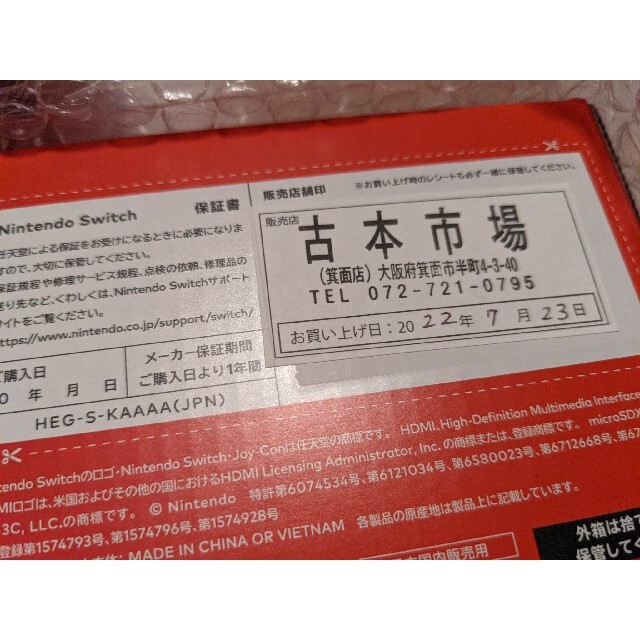 Nintendo Switch 保証書
任天堂による保証をお受けになるときに必要になりま
すので、大切に保管してください。
保証規程や修理サービス規程、点検の依頼、修理品の
送り先など、くわしくは、Nintendo Switchサポート
サイトをご覧ください。
https://www.nintendo.co.jp/support/switch/
ご購入日
メーカー保証期間
0 年 月 日
ご購入日より1年間
HEG-S-KAAAA(JPN)
販売店舗印 ※お買い上げ時のレシートも必ず一緒に保管してください。
販売店
古本市場
(箕面店) 大阪府箕面市半町4-3-40
TEL 072-721-0795
お買い上げ日:2022年7月23日
tendo Switchのロゴ・Nintendo Switch・Joy-Conは任天堂の商標です。 HDMI、High-Definition Multimedia Interface
MIロゴは、米国およびその他の国におけるHDMI Licensing Administrator, Inc. の商標または、登録商標です。 microSD
-3C, LLC.の商標です。 © Nintendo 特許第6074534号、第6121034号、第6580023号、第6712668号、第67
登録第1574793号、第1574796号、第1574928号
MADE IN CHINA OR VIETNAM 各製品の原産地は製品上に記載しています。
国内販売用
外箱は捨て
保管してく